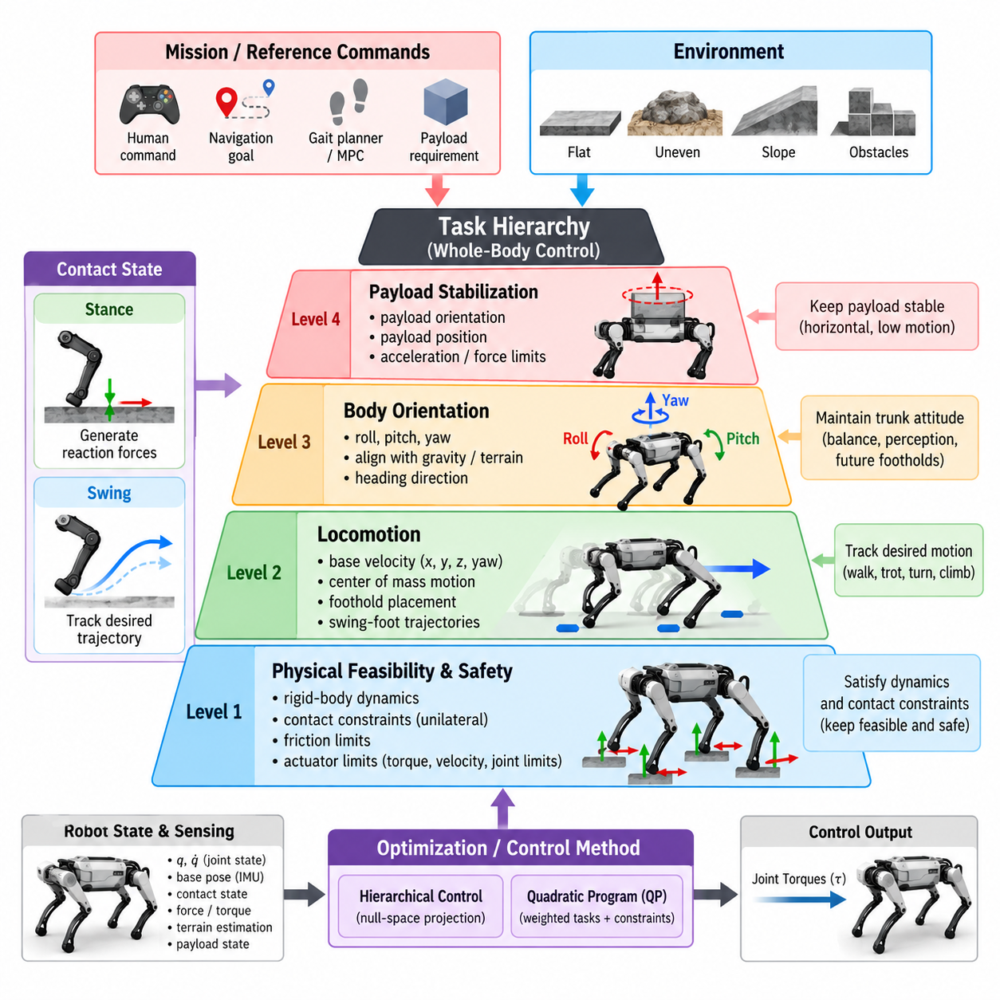 Mission / Reference Commands
Human
command
Navigation
goal
Gait planner
/ MPC
Payload
requirement
Environment
Flat
Uneven
Slope
Obstacles
Task Hierarchy
(Whole-Body Control)
Contact State
Stance
Generate
reaction forces
Swing
Track desired
trajectory
Level 4
Payload Stabilization
• payload orientation
• payload position
• acceleration / force limits
Keep payload stable
(horizontal, low motion)
Level 3
Body Orientation
• roll, pitch, yaw
• align with gravity / terrain
• heading direction
Yaw
Roll
Pitch
Maintain trunk attitude
(balance, perception,
future footholds)
Level 2
Locomotion
• base velocity (x, y, z, yaw)
• center of mass motion
• foothold placement
• swing-foot trajectories
Track desired motion
(walk, trot, turn, climb)
Level 1
Physical Feasibility & Safety
• rigid-body dynamics
• contact constraints (unilateral)
• friction limits
• actuator limits (torque, velocity, joint limits)
Satisfy dynamics
and contact constraints
(keep feasible and safe)
Robot State & Sensing
• q, q̇ (joint state)
• base pose (IMU)
• contact state
• force / torque
• terrain estimation
• payload state
Optimization / Control Method
Hierarchical Control
(null-space projection)
Quadratic Program (QP)
(weighted tasks + constraints)
Control Output
Joint Torques (τ)